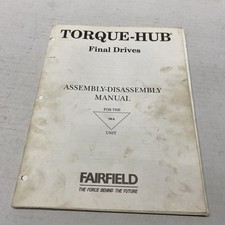 TORQUE-HUB®
Final Drives
ASSEMBLY-DISASSEMBLY
MANUAL
FOR THE
UNIT
FAIRFIELD
THE FORCE BEHIND THE FUTURE